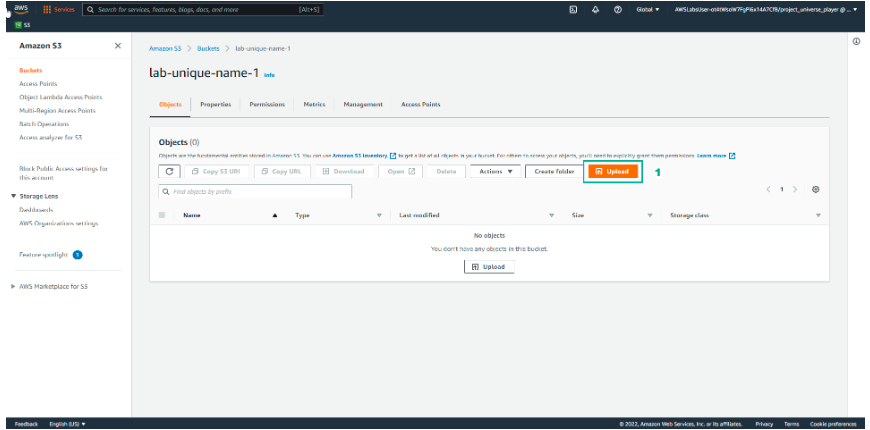 aws Services Search for services, features, blogs, docs, and more [Alt+S] Global ▼
S3
Amazon S3
Amazon S3 > Buckets > lab-unique-name-1
lab-unique-name-1 Info
Buckets
Access Points
Object Lambda Access Points
Multi-Region Access Points
Batch Operations
Access analyzer for S3
Block Public Access settings for
this account
▼ Storage Lens
Dashboards
AWS Organizations settings
Feature spotlight 1
▶ AWS Marketplace for S3
Objects Properties Permissions Metrics Management Access Points
Objects (0)
Objects are the fundamental entities stored in Amazon S3. You can use Amazon S3 Inventory to get a list of all objects in your bucket. For others to access your objects, you'll need to explicitly grant them permissions. Learn more
Copy S3 URI Copy URL Download Open Delete Actions ▼ Create folder Upload 1
Find objects by prefix
< 1 >
Name ▲ Type Last modified Size Storage class
No objects
You don't have any objects in this bucket.
Upload
Feedback English (US) ▼ © 2022, Amazon Web Services, Inc. or its affiliates. Privacy Terms Cookie preferences